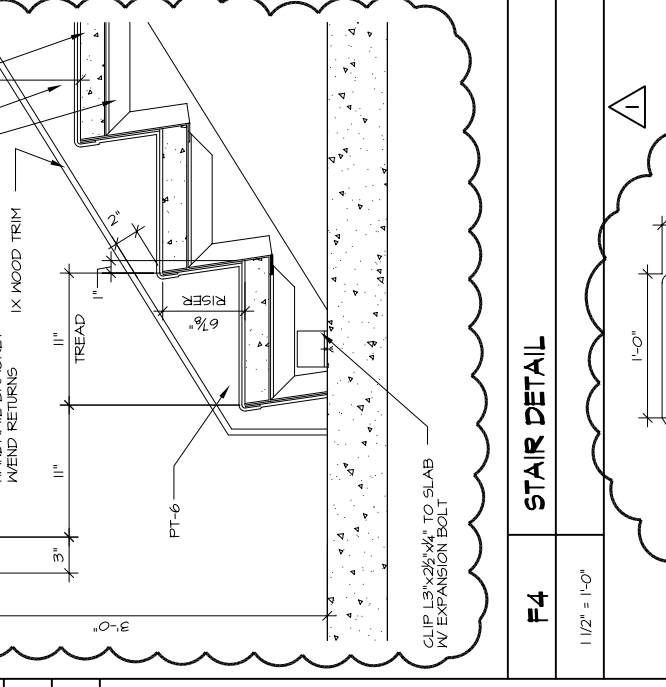 1X WOOD TRIM
W/END RETURNS
2"
1"
11"
TREAD
6⅞"
RISER
11"
3"
PT-6
3'-0"
CLIP L3"x2½"x¼" TO SLAB
W/ EXPANSION BOLT
F4
STAIR DETAIL
1 1/2" = 1'-0"
1
1'-0"